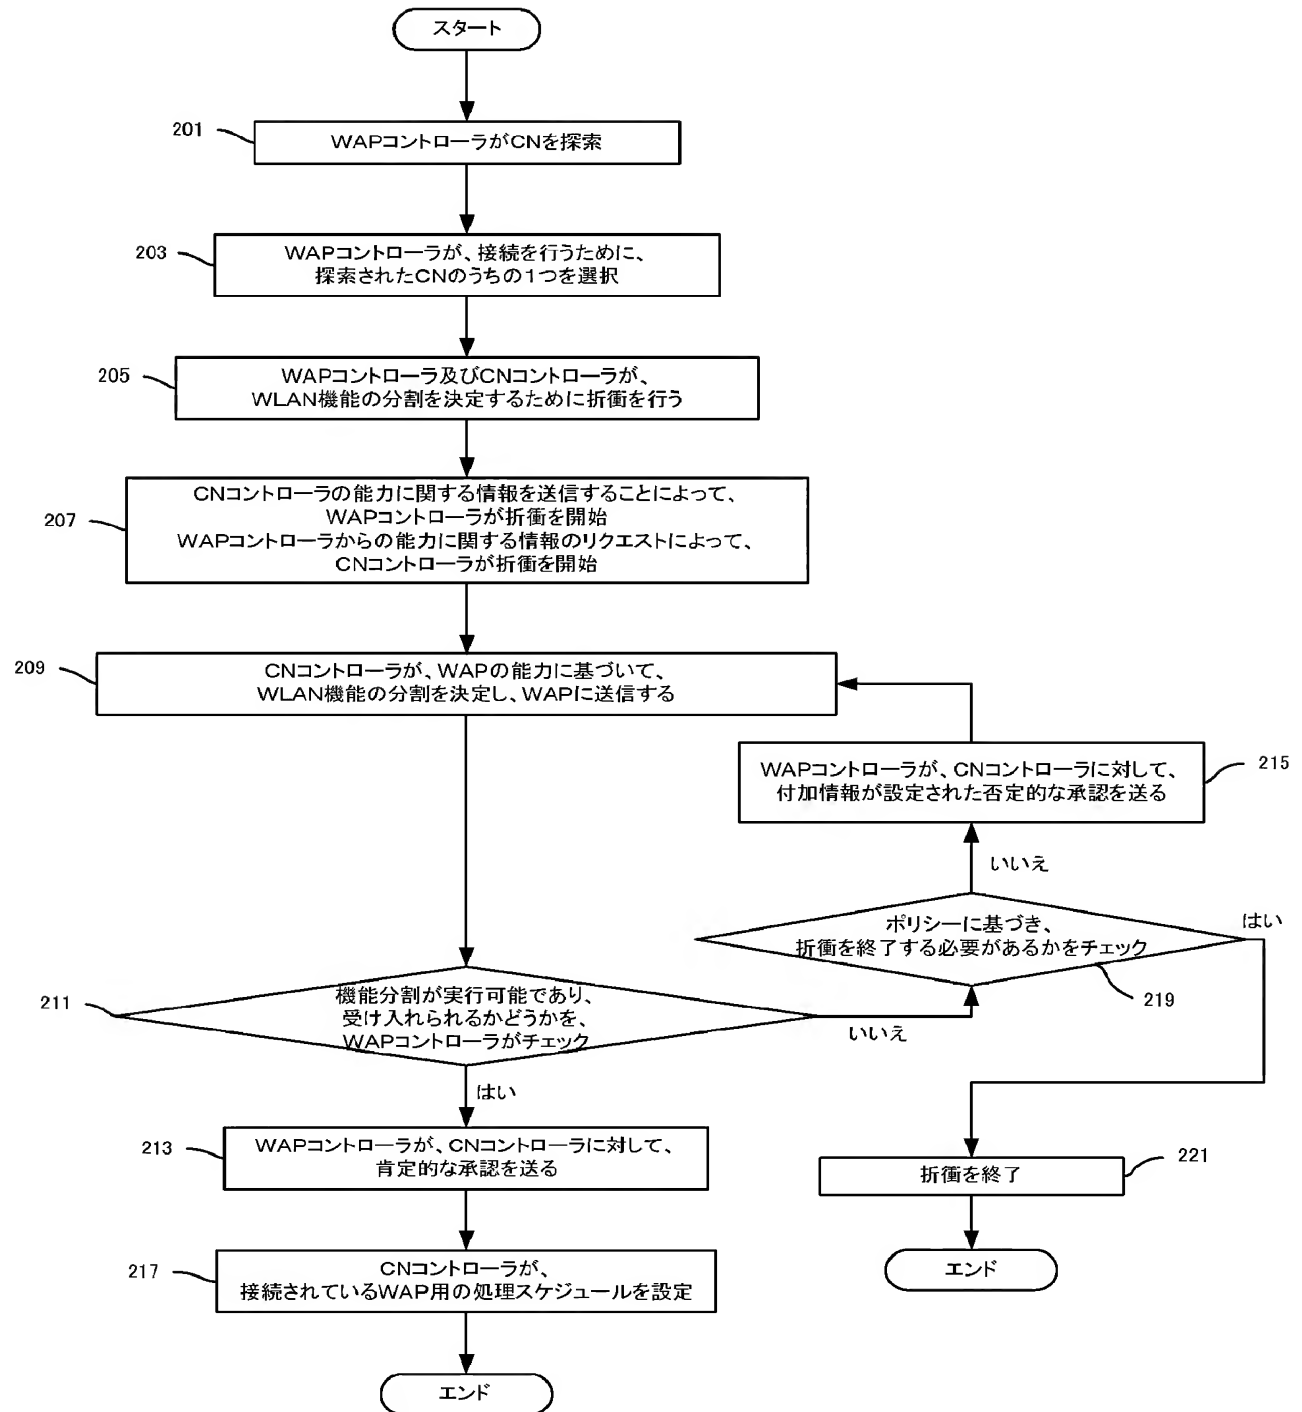 スタート
201
WAPコントローラがCNを探索
203
WAPコントローラが、接続を行うために、
探索されたCNのうちの1つを選択
205
WAPコントローラ及びCNコントローラが、
WLAN機能の分割を決定するために折衝を行う
207
CNコントローラの能力に関する情報を送信することによって、
WAPコントローラが折衝を開始
WAPコントローラからの能力に関する情報のリクエストによって、
CNコントローラが折衝を開始
209
CNコントローラが、WAPの能力に基づいて、
WLAN機能の分割を決定し、WAPに送信する
215
WAPコントローラが、CNコントローラに対して、
付加情報が設定された否定的な承認を送る
いいえ
ポリシーに基づき、
折衝を終了する必要があるかをチェック
はい
219
211
機能分割が実行可能であり、
受け入れられるかどうかを、
WAPコントローラがチェック
いいえ
はい
213
WAPコントローラが、CNコントローラに対して、
肯定的な承認を送る
221
折衝を終了
217
CNコントローラが、
接続されているWAP用の処理スケジュールを設定
エンド
エンド